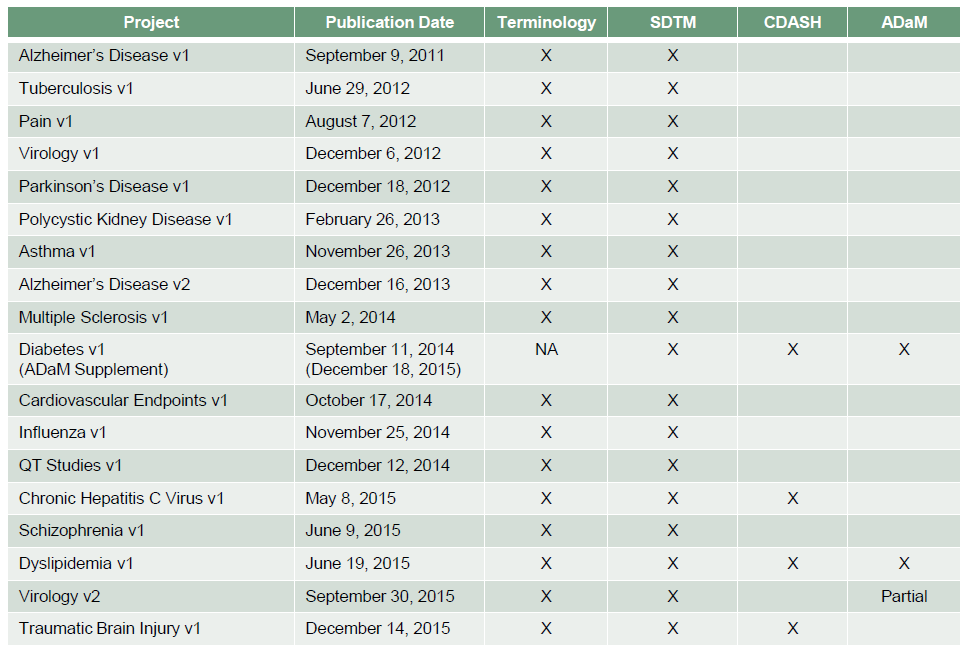 Project Publication Date Terminology SDTM CDASH ADaM
Alzheimer's Disease v1 September 9, 2011 X X
Tuberculosis v1 June 29, 2012 X X
Pain v1 August 7, 2012 X X
Virology v1 December 6, 2012 X X
Parkinson's Disease v1 December 18, 2012 X X
Polycystic Kidney Disease v1 February 26, 2013 X X
Asthma v1 November 26, 2013 X X
Alzheimer's Disease v2 December 16, 2013 X X
Multiple Sclerosis v1 May 2, 2014 X X
Diabetes v1 September 11, 2014 NA X X X
(ADaM Supplement) (December 18, 2015)
Cardiovascular Endpoints v1 October 17, 2014 X X
Influenza v1 November 25, 2014 X X
QT Studies v1 December 12, 2014 X X
Chronic Hepatitis C Virus v1 May 8, 2015 X X X
Schizophrenia v1 June 9, 2015 X X
Dyslipidemia v1 June 19, 2015 X X X X
Virology v2 September 30, 2015 X X Partial
Traumatic Brain Injury v1 December 14, 2015 X X X